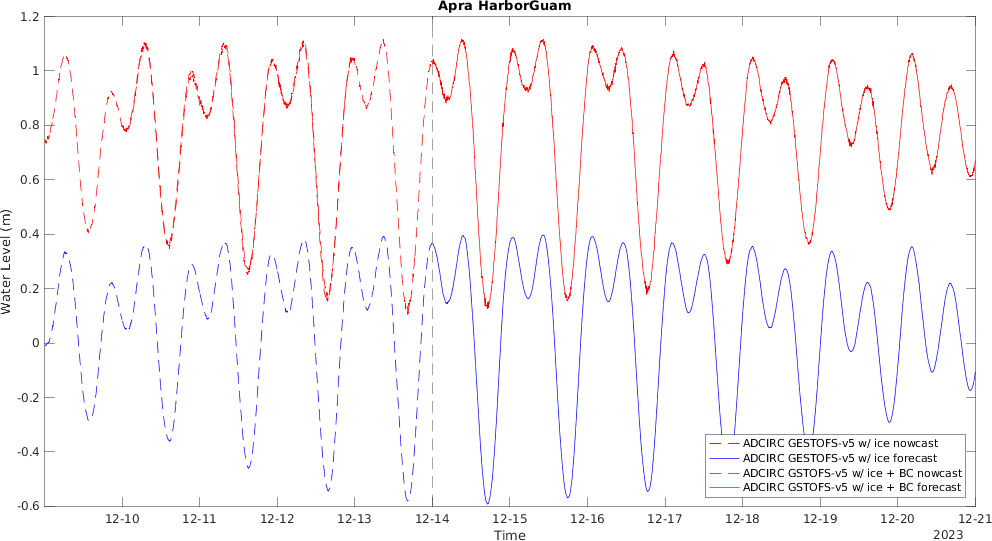 Apra HarborGuam
1.2
1
0.8
0.6
0.4
0.2
0
-0.2
-0.4
-0.6
Water Level (m)
ADCIRC GESTOFS-v5 w/ ice nowcast
ADCIRC GESTOFS-v5 w/ ice forecast
ADCIRC GSTOFS-v5 w/ ice + BC nowcast
ADCIRC GSTOFS-v5 w/ ice + BC forecast
12-10 12-11 12-12 12-13 12-14 12-15 12-16 12-17 12-18 12-19 12-20 12-21
Time
2023